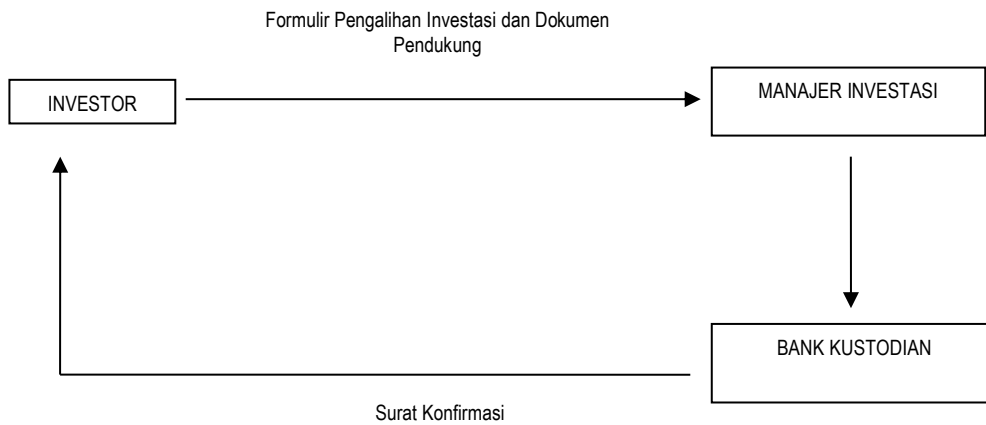 Formulir Pengalihan Investasi dan Dokumen
Pendukung
INVESTOR
MANAJER INVESTASI
BANK KUSTODIAN
Surat Konfirmasi